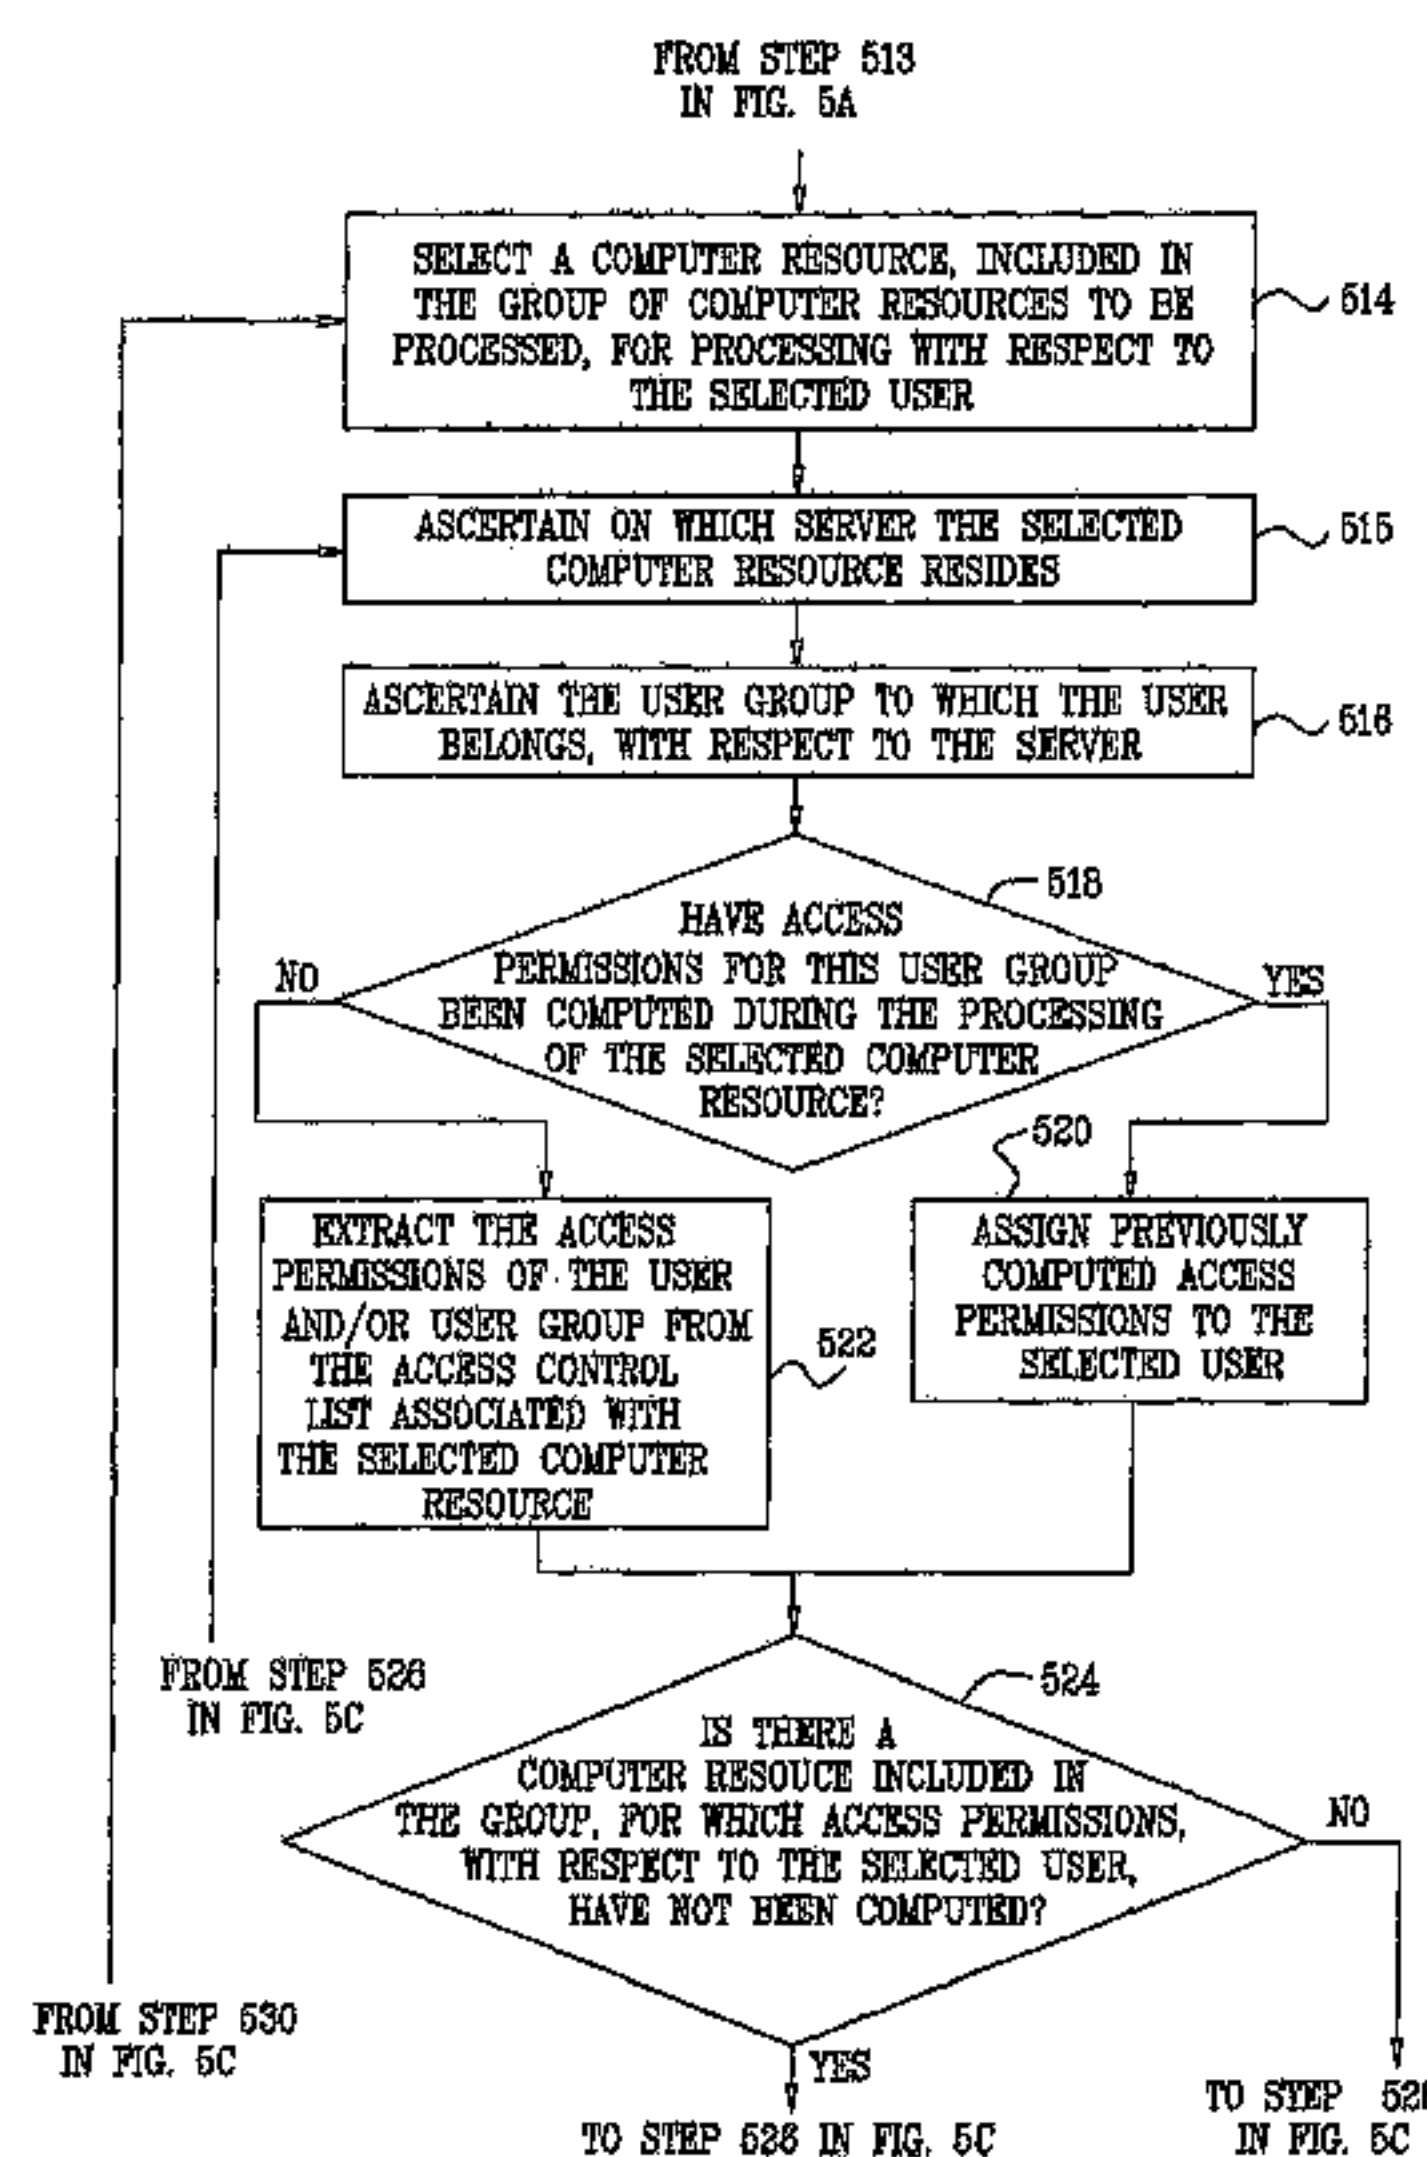 FROM STEP 513
IN FIG. 5A
SELECT A COMPUTER RESOURCE, INCLUDED IN
THE GROUP OF COMPUTER RESOURCES TO BE
PROCESSED, FOR PROCESSING WITH RESPECT TO
THE SELECTED USER
514
ASCERTAIN ON WHICH SERVER THE SELECTED
COMPUTER RESOURCE RESIDES
515
ASCERTAIN THE USER GROUP TO WHICH THE USER
BELONGS, WITH RESPECT TO THE SERVER
516
518
HAVE ACCESS
PERMISSIONS FOR THIS USER GROUP
BEEN COMPUTED DURING THE PROCESSING
OF THE SELECTED COMPUTER
RESOURCE?
NO
YES
520
EXTRACT THE ACCESS
PERMISSIONS OF THE USER
AND/OR USER GROUP FROM
THE ACCESS CONTROL
LIST ASSOCIATED WITH
THE SELECTED COMPUTER
RESOURCE
522
ASSIGN PREVIOUSLY
COMPUTED ACCESS
PERMISSIONS TO THE
SELECTED USER
FROM STEP 526
IN FIG. 5C
524
IS THERE A
COMPUTER RESOUCE INCLUDED IN
THE GROUP, FOR WHICH ACCESS PERMISSIONS,
WITH RESPECT TO THE SELECTED USER,
HAVE NOT BEEN COMPUTED?
NO
FROM STEP 530
IN FIG. 5C
YES
TO STEP 526 IN FIG. 5C
TO STEP
IN FIG. 5C